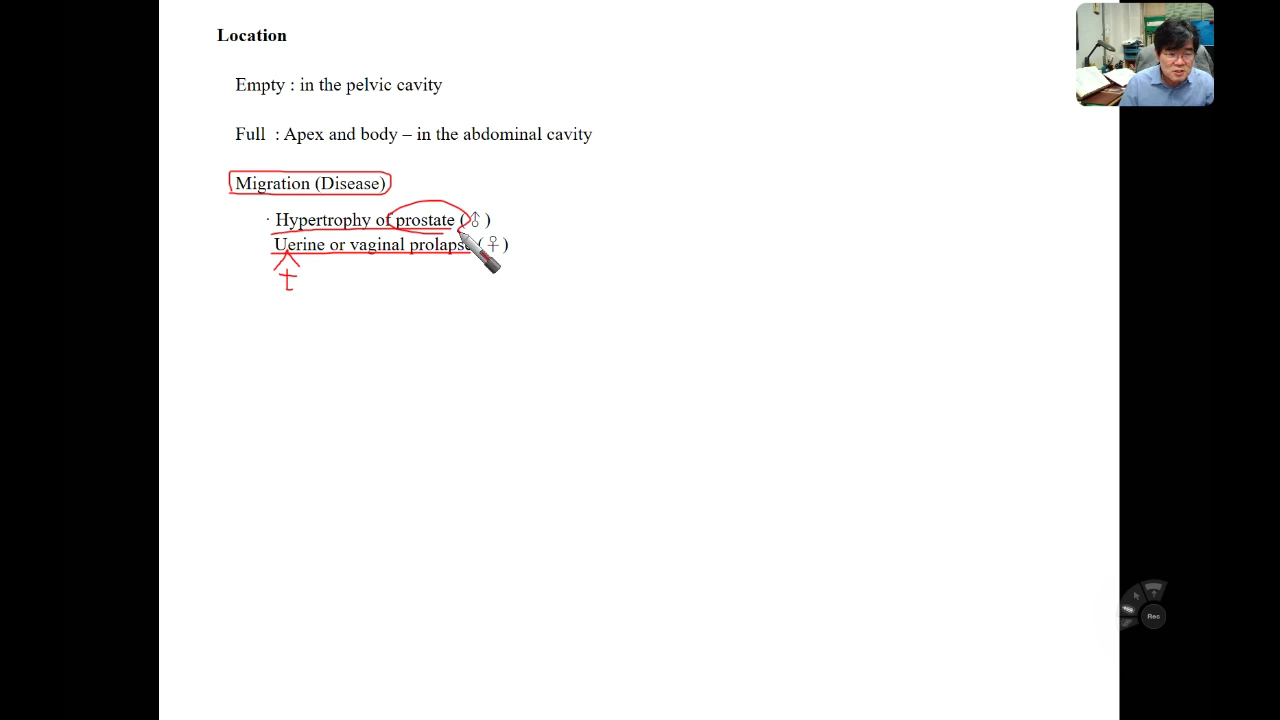 Location
Empty : in the pelvic cavity
Full : Apex and body – in the abdominal cavity
Migration (Disease)
· Hypertrophy of prostate (♂)
Uerine or vaginal prolapse (♀)
t
Rec